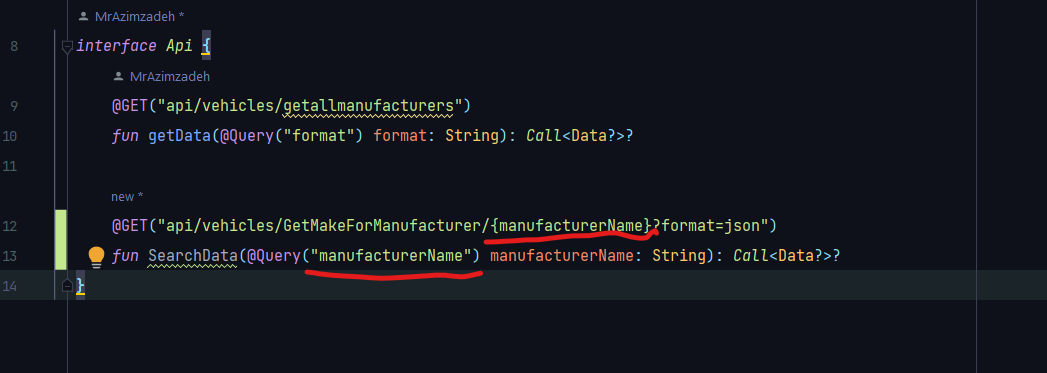 MrAzimzadeh *
8 interface Api {
MrAzimzadeh
9 @GET("api/vehicles/getallmanufacturers")
10 fun getData(@Query("format") format: String): Call<Data?>?
11
new *
12 @GET("api/vehicles/GetMakeForManufacturer/{manufacturerName}?format=json")
13 fun SearchData(@Query("manufacturerName") manufacturerName: String): Call<Data?>?
14 }